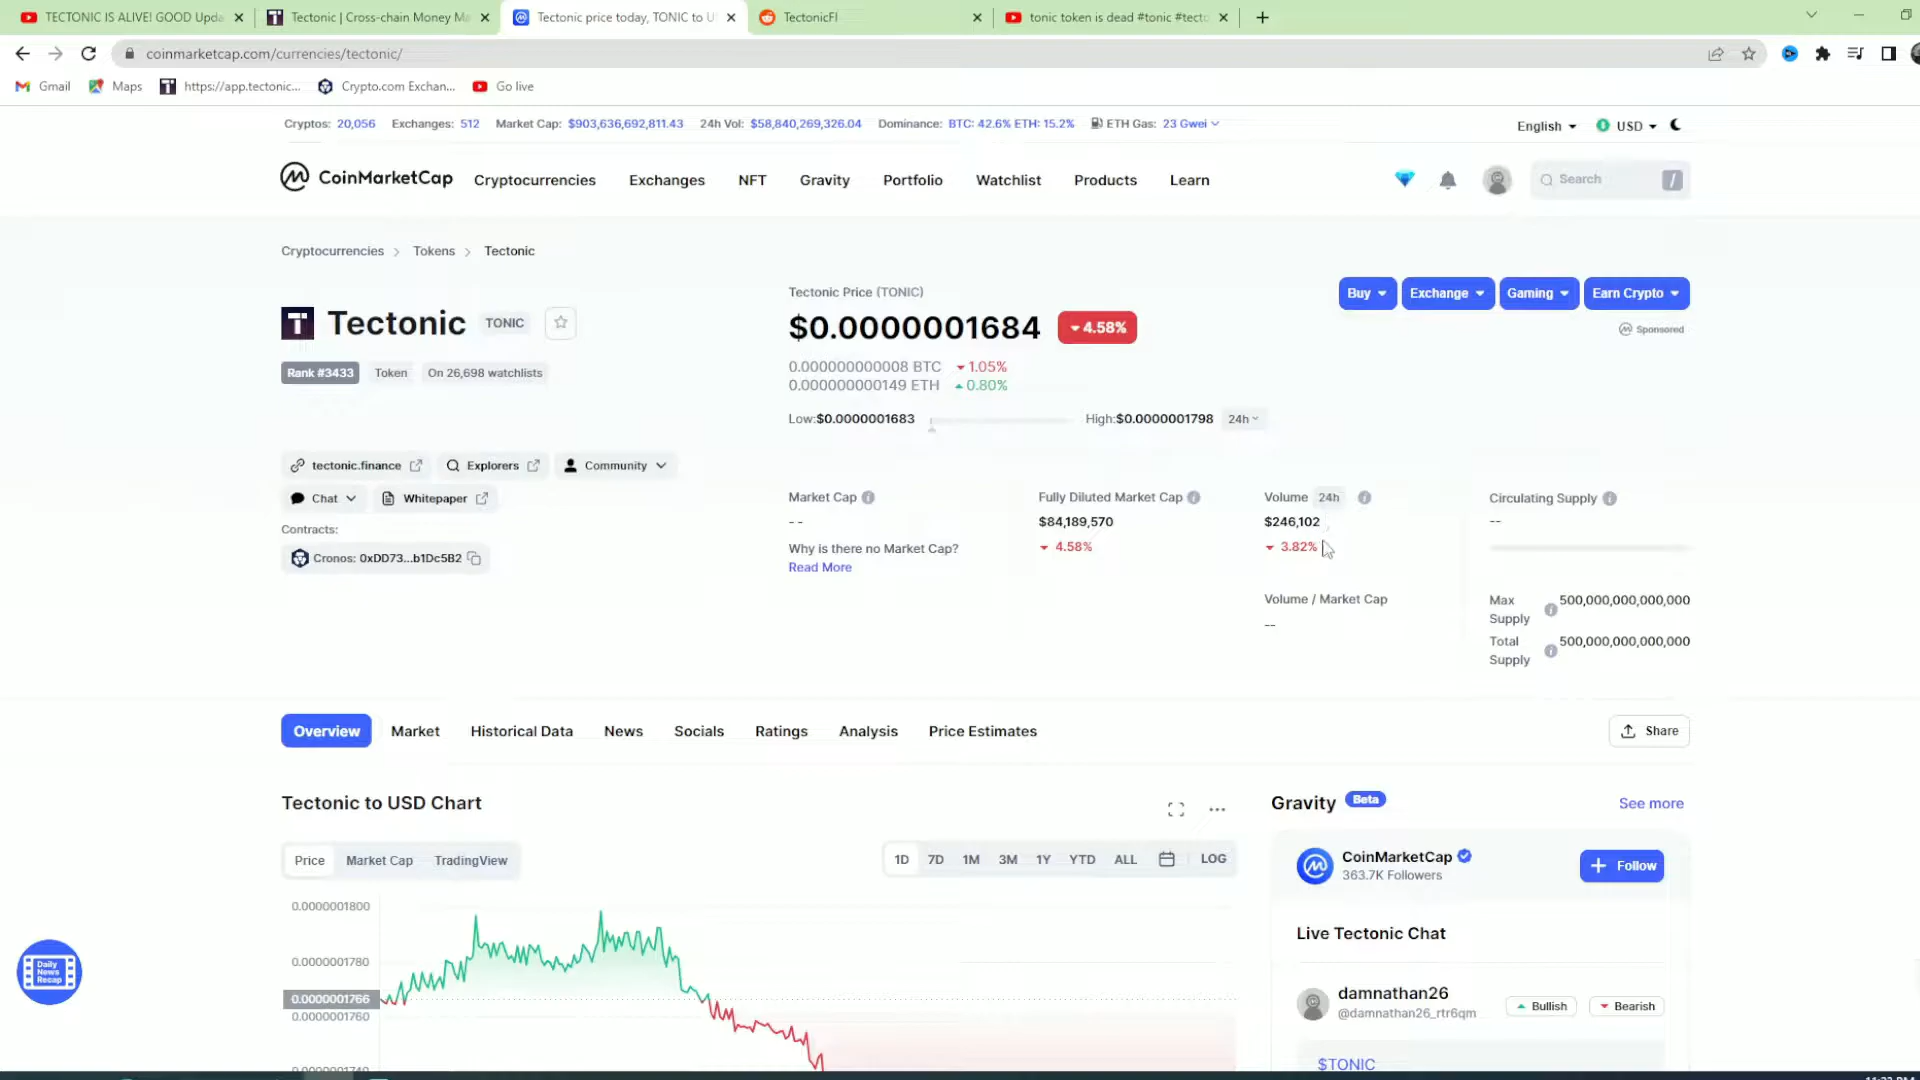 TECTONIC IS ALIVE! GOOD Upda
Tectonic | Cross-chain Money Ma
Tectonic price today, TONIC to U
TectonicFI
tonic token is dead #tonic #tecto
coinmarketcap.com/currencies/tectonic/
Gmail
Maps
https://app.tectonic...
Crypto.com Exchan...
Go live
Cryptos: 20,056
Exchanges: 512
Market Cap: $903,636,692,811.43
24h Vol: $58,840,269,326.04
Dominance: BTC: 42.6% ETH: 15.2%
ETH Gas: 23 Gwei
English
USD
CoinMarketCap
Cryptocurrencies
Exchanges
NFT
Gravity
Portfolio
Watchlist
Products
Learn
Search
/
Cryptocurrencies > Tokens > Tectonic
Tectonic
TONIC
Rank #3433
Token
On 26,698 watchlists
tectonic.finance
Explorers
Community
Chat
Whitepaper
Contracts:
Cronos: 0xDD73...b1Dc5B2
Tectonic Price (TONIC)
$0.0000001684
4.58%
0.000000000008 BTC
1.05%
0.000000000149 ETH
0.80%
Low:$0.0000001683
High:$0.0000001798
24h
Buy
Exchange
Gaming
Earn Crypto
Sponsored
Market Cap
- -
Why is there no Market Cap?
Read More
Fully Diluted Market Cap
$84,189,570
4.58%
Volume 24h
$246,102
3.82%
Volume / Market Cap
--
Circulating Supply
--
Max Supply
500,000,000,000,000
Total Supply
500,000,000,000,000
Overview
Market
Historical Data
News
Socials
Ratings
Analysis
Price Estimates
Share
Tectonic to USD Chart
Price
Market Cap
TradingView
1D
7D
1M
3M
1Y
YTD
ALL
LOG
0.0000001800
0.0000001780
0.0000001766
0.0000001760
Daily
News
Recap
Gravity
Beta
See more
CoinMarketCap
363.7K Followers
Follow
Live Tectonic Chat
damnathan26
@damnathan26_rtr6qm
Bullish
Bearish
$TONIC